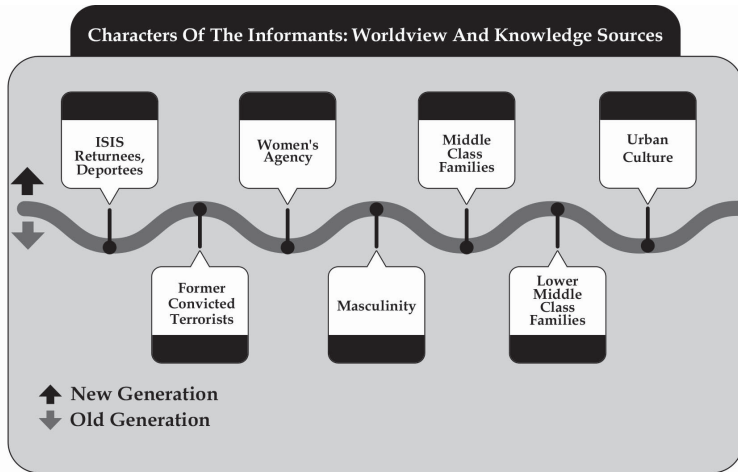 Characters Of The Informants: Worldview And Knowledge Sources
ISIS
Returnees,
Deportees
Women's
Agency
Middle
Class
Families
Urban
Culture
Former
Convicted
Terrorists
Masculinity
Lower
Middle
Class
Families
New Generation
Old Generation